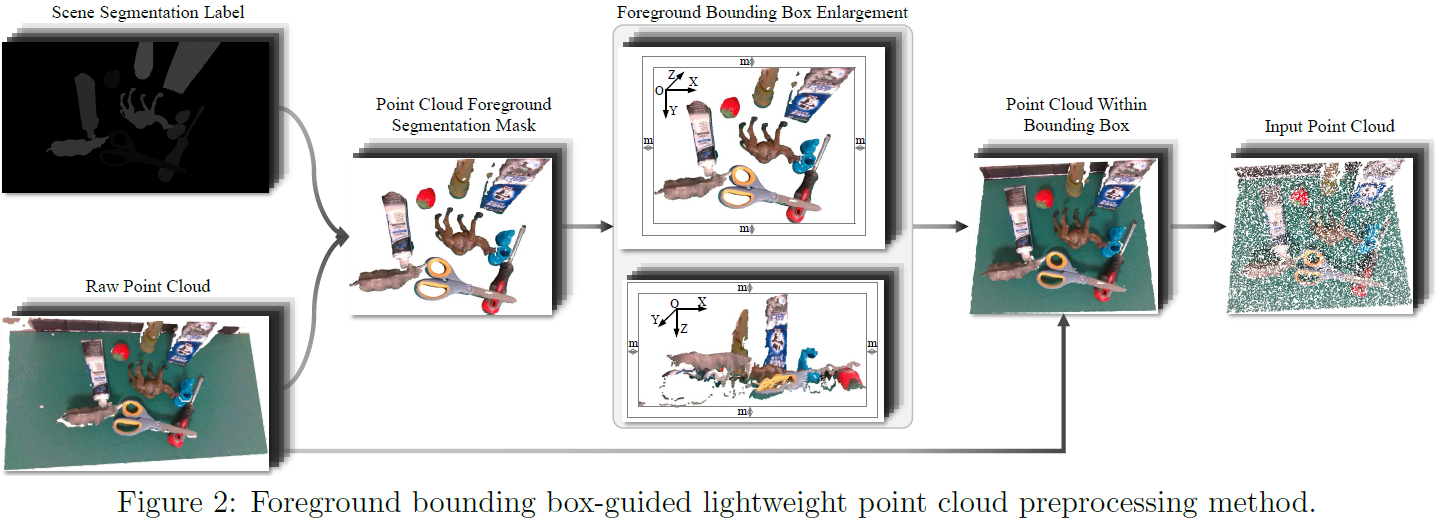 Scene Segmentation Label
Foreground Bounding Box Enlargement
Point Cloud Foreground
Segmentation Mask
Point Cloud Within
Bounding Box
Input Point Cloud
Raw Point Cloud
m
Z
X
O
Y
m
m
m
m
O
X
Y
Z
m
m
m
Figure 2: Foreground bounding box-guided lightweight point cloud preprocessing method.